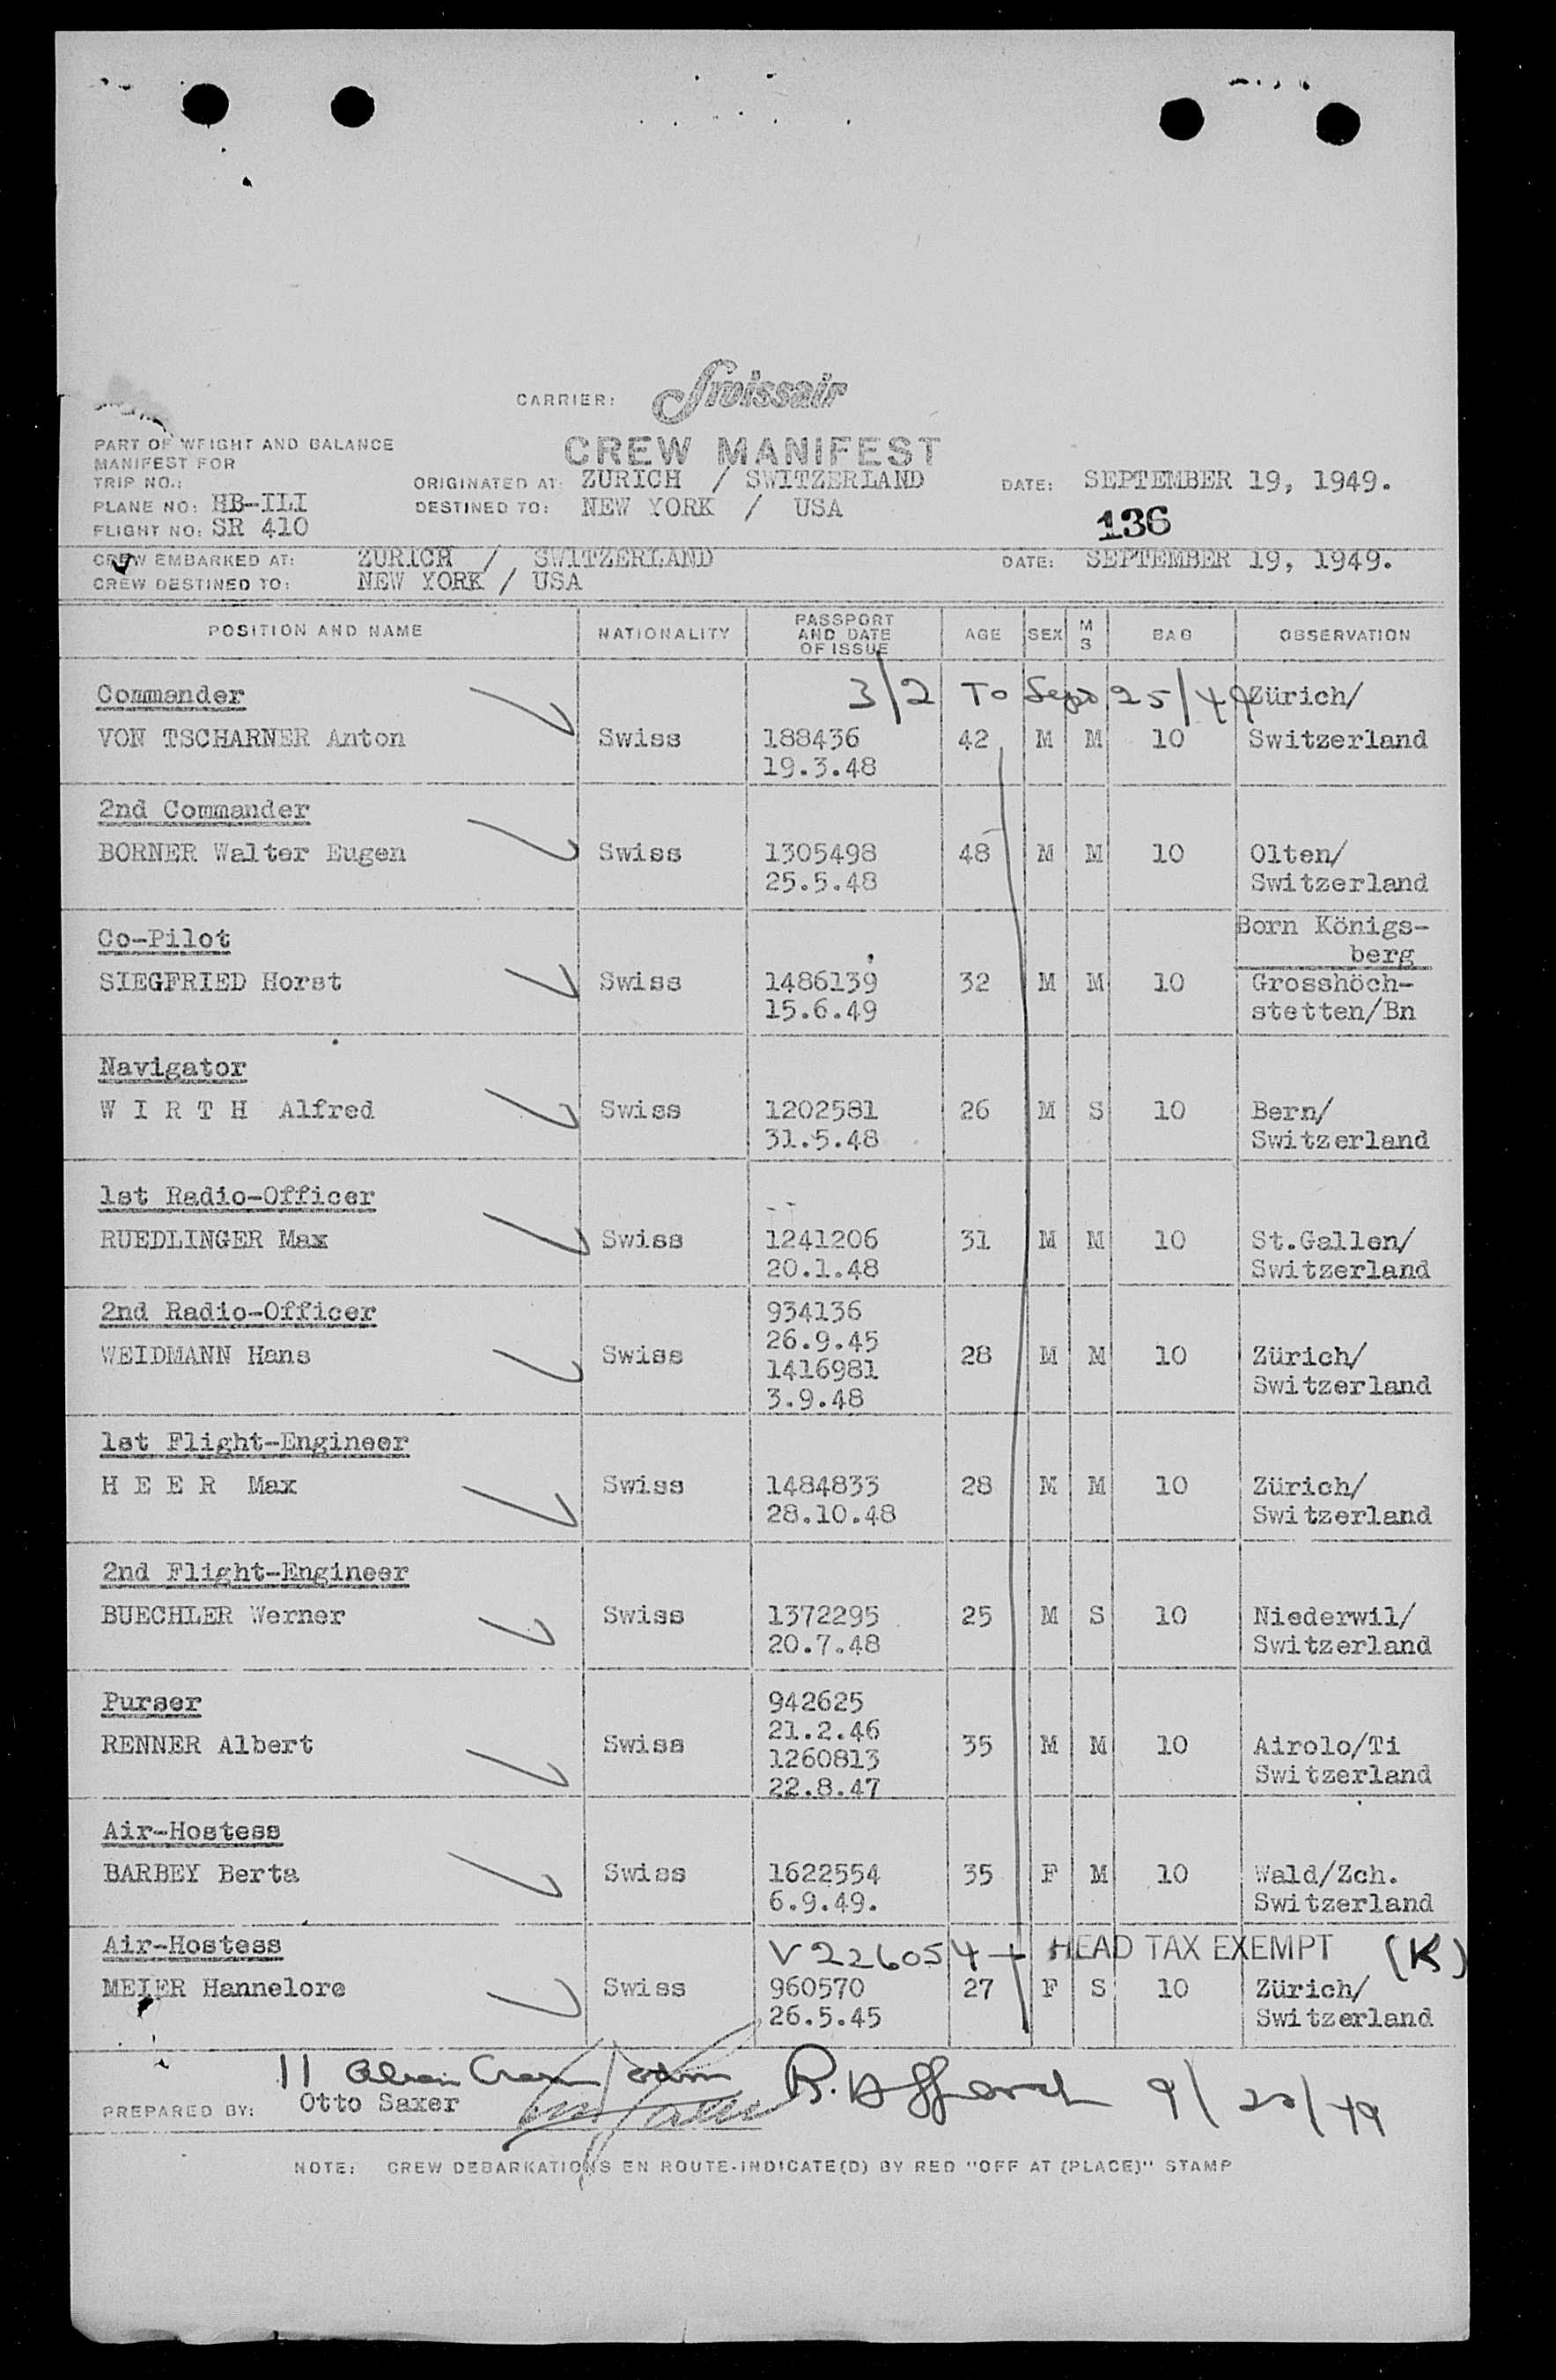 CARRIER: Swissair
PART OF WEIGHT AND BALANCE
MANIFEST FOR
CREW MANIFEST
TRIP NO.:
ORIGINATED AT: ZURICH / SWITZERLAND DATE: SEPTEMBER 19, 1949.
PLANE NO: HB-ILI DESTINED TO: NEW YORK / USA
FLIGHT NO: SR 410 136
CREW EMBARKED AT: ZURICH / SWITZERLAND DATE: SEPTEMBER 19, 1949.
CREW DESTINED TO: NEW YORK / USA
POSITION AND NAME NATIONALITY PASSPORT AND DATE OF ISSUE AGE SEX M S BAG OBSERVATION
Commander 3/2 To Sept 25/49 Zürich/
VON TSCHARNER Anton Swiss 188436 42 M M 10 Switzerland
19.3.48
2nd Commander
BORNER Walter Eugen Swiss 1305498 48 M M 10 Olten/
25.5.48 Switzerland
Born Königs-
Co-Pilot berg
SIEGFRIED Horst Swiss 1486139 32 M M 10 Grosshöch-
15.6.49 stetten/Bn
Navigator
W I R T H Alfred Swiss 1202581 26 M S 10 Bern/
31.5.48 Switzerland
1st Radio-Officer
RUEDLINGER Max Swiss 1241206 31 M M 10 St.Gallen/
20.1.48 Switzerland
2nd Radio-Officer 934136
26.9.45
WEIDMANN Hans Swiss 1416981 28 M M 10 Zürich/
3.9.48 Switzerland
1st Flight-Engineer
H E E R Max Swiss 1484833 28 M M 10 Zürich/
28.10.48 Switzerland
2nd Flight-Engineer
BUECHLER Werner Swiss 1372295 25 M S 10 Niederwil/
20.7.48 Switzerland
Purser 942625
21.2.46
RENNER Albert Swiss 1260813 35 M M 10 Airolo/Ti
22.8.47 Switzerland
Air-Hostess
BARBEY Berta Swiss 1622554 35 F M 10 Wald/Zch.
6.9.49. Switzerland
Air-Hostess V226054 HEAD TAX EXEMPT (K)
MEIER Hannelore Swiss 960570 27 F S 10 Zürich/
26.5.45 Switzerland
11 Alien Crew adm 9/20/49
PREPARED BY: Otto Saxer
NOTE: CREW DEBARKATIONS EN ROUTE-INDICATE(D) BY RED "OFF AT (PLACE)" STAMP